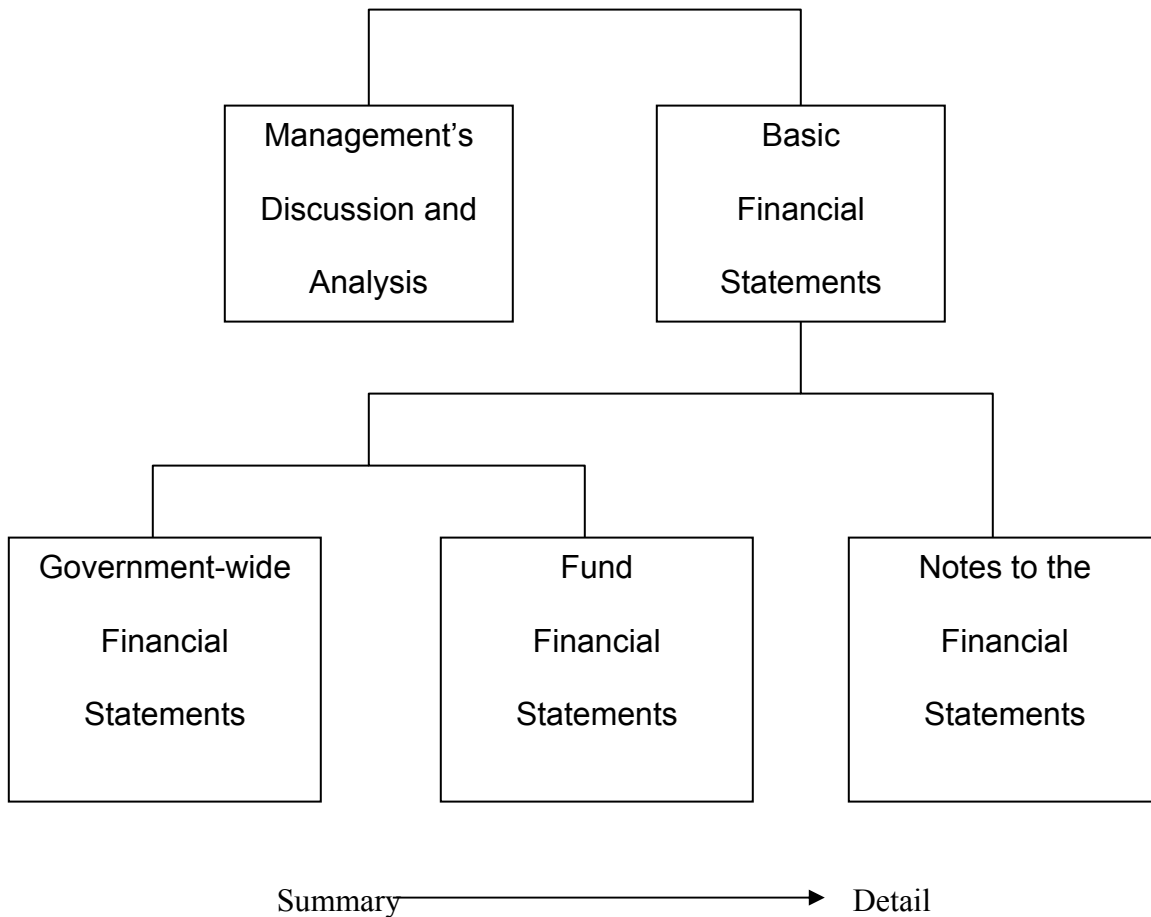 Management’s
Discussion and
Analysis
Basic
Financial
Statements
Government-wide
Financial
Statements
Fund
Financial
Statements
Notes to the
Financial
Statements
Summary
Detail